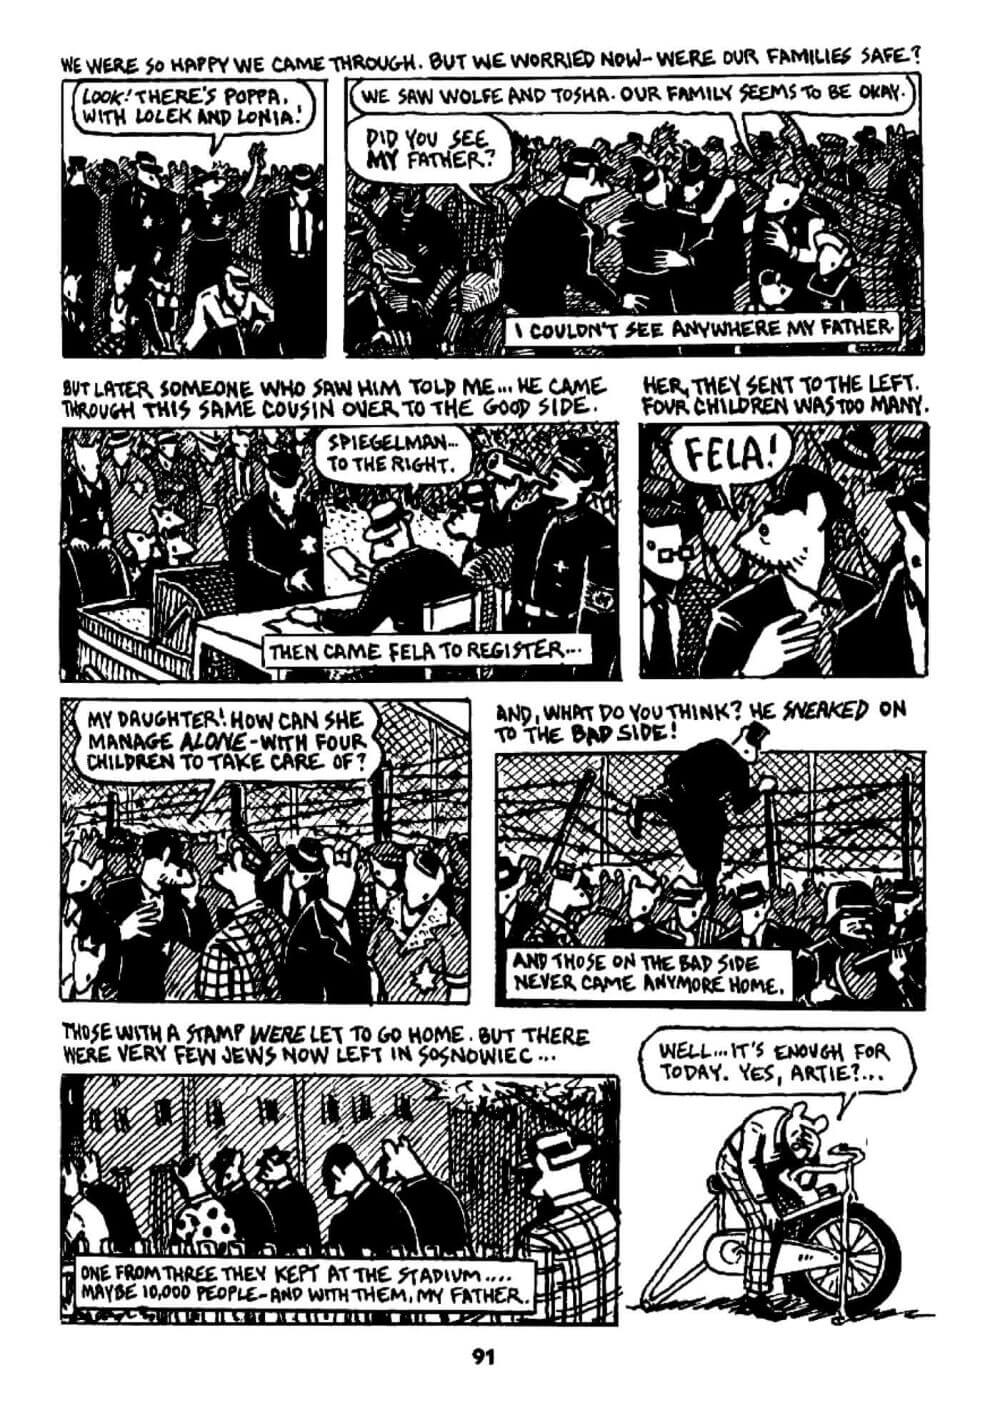 WE WERE SO HAPPY WE CAME THROUGH. BUT WE WORRIED NOW- WERE OUR FAMILIES SAFE?
LOOK! THERE'S POPPA,
WITH LOLEK AND LONIA!
WE SAW WOLFE AND TOSHA. OUR FAMILY SEEMS TO BE OKAY.
DID YOU SEE
MY FATHER?
I COULDN'T SEE ANYWHERE MY FATHER.
BUT LATER SOMEONE WHO SAW HIM TOLD ME... HE CAME
THROUGH THIS SAME COUSIN OVER TO THE GOOD SIDE.
SPIEGELMAN...
TO THE RIGHT.
THEN CAME FELA TO REGISTER...
HER, THEY SENT TO THE LEFT.
FOUR CHILDREN WAS TOO MANY.
FELA!
MY DAUGHTER! HOW CAN SHE
MANAGE ALONE - WITH FOUR
CHILDREN TO TAKE CARE OF?
AND, WHAT DO YOU THINK? HE SNEAKED ON
TO THE BAD SIDE!
AND THOSE ON THE BAD SIDE
NEVER CAME ANYMORE HOME.
THOSE WITH A STAMP WERE LET TO GO HOME. BUT THERE
WERE VERY FEW JEWS NOW LEFT IN SOSNOWIEC...
ONE FROM THREE THEY KEPT AT THE STADIUM....
MAYBE 10,000 PEOPLE - AND WITH THEM, MY FATHER.
WELL... IT'S ENOUGH FOR
TODAY. YES, ARTIE?...
91